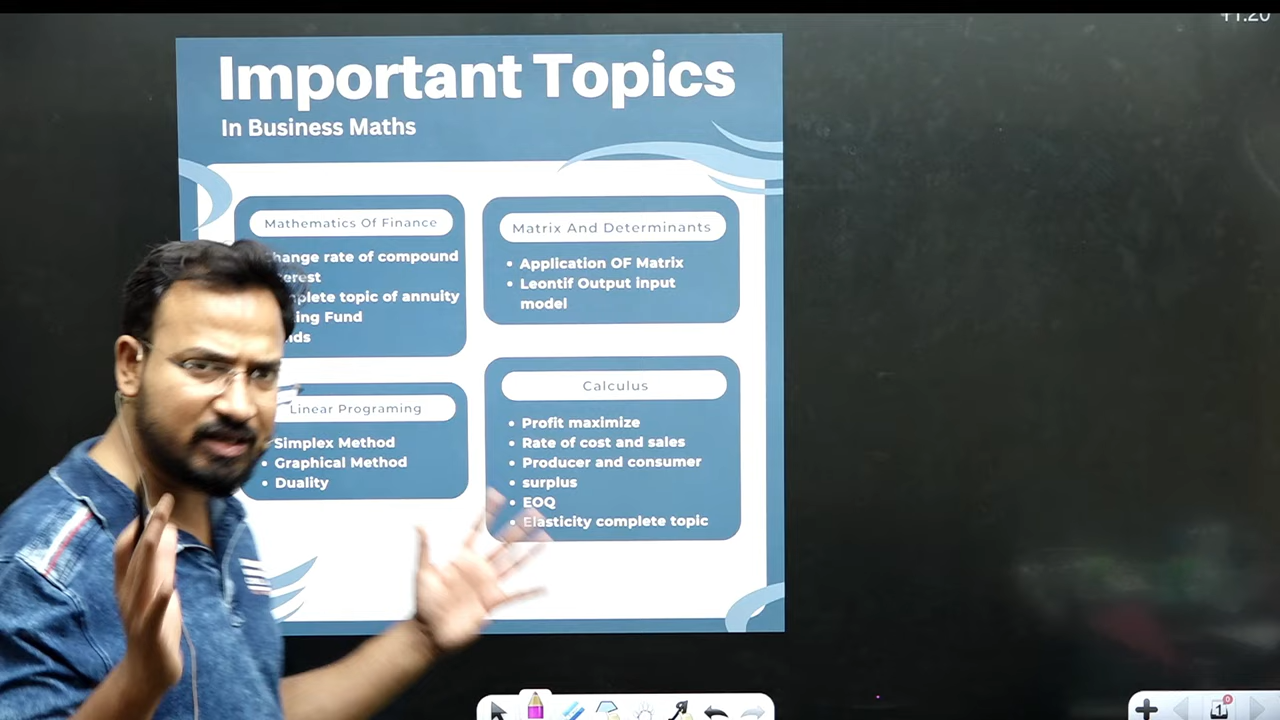 Important Topics
In Business Maths
Mathematics Of Finance
hange rate of compound
erest
plete topic of annuity
ing Fund
ds
Matrix And Determinants
• Application OF Matrix
• Leontif Output input
model
Linear Programing
Simplex Method
• Graphical Method
• Duality
Calculus
• Profit maximize
• Rate of cost and sales
• Producer and consumer
• surplus
• EOQ
• Elasticity complete topic
1